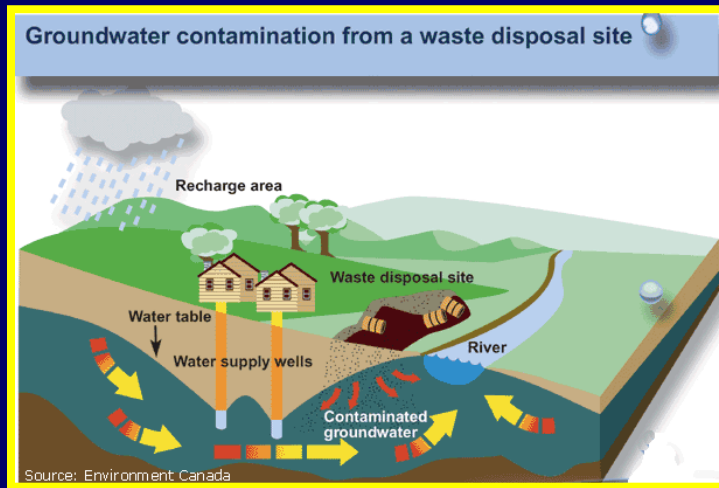 Groundwater contamination from a waste disposal site
Recharge area
Waste disposal site
Water table
River
Water supply wells
Contaminated
groundwater
Source: Environment Canada